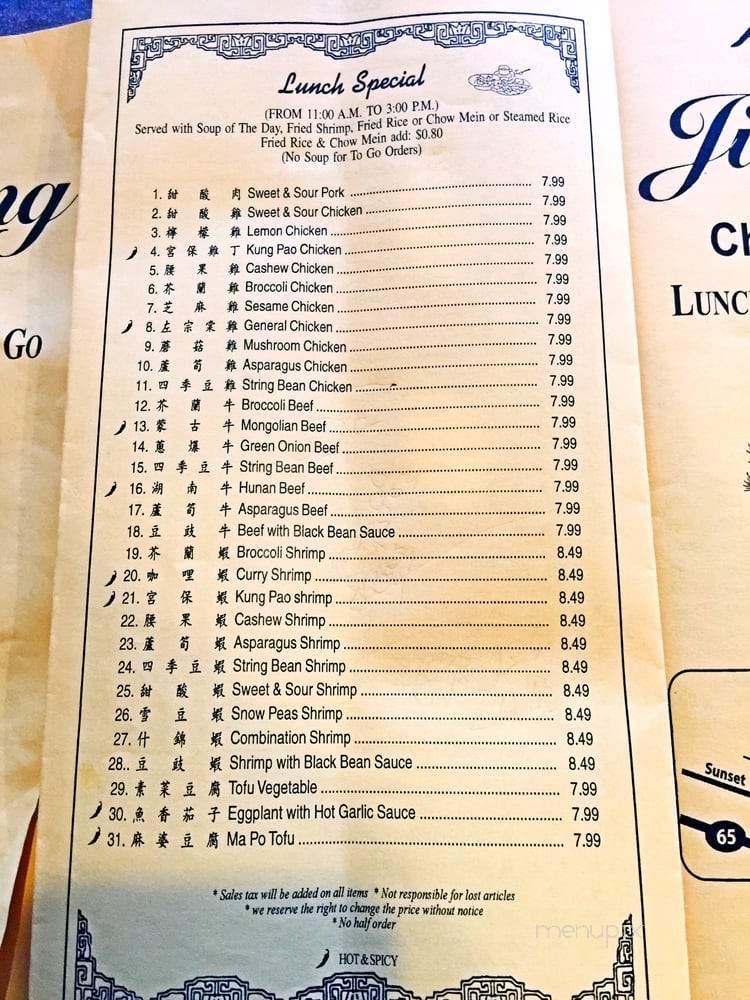 Lunch Special
(FROM 11:00 A.M. TO 3:00 P.M.)
Served with Soup of The Day, Fried Shrimp, Fried Rice or Chow Mein or Steamed Rice
Fried Rice & Chow Mein add: $0.80
(No Soup for To Go Orders)
1. 甜酸肉 Sweet & Sour Pork 7.99
2. 甜酸雞 Sweet & Sour Chicken 7.99
3. 檸檬雞 Lemon Chicken 7.99
4. 宮保雞丁 Kung Pao Chicken 7.99
5. 腰果雞 Cashew Chicken 7.99
6. 芥蘭雞 Broccoli Chicken 7.99
7. 芝麻雞 Sesame Chicken 7.99
8. 左宗棠雞 General Chicken 7.99
9. 蘑菇雞 Mushroom Chicken 7.99
10. 蘆筍雞 Asparagus Chicken 7.99
11. 四季豆雞 String Bean Chicken 7.99
12. 芥蘭牛 Broccoli Beef 7.99
13. 蒙古牛 Mongolian Beef 7.99
14. 蔥爆牛 Green Onion Beef 7.99
15. 四季豆牛 String Bean Beef 7.99
16. 湖南牛 Hunan Beef 7.99
17. 蘆筍牛 Asparagus Beef 7.99
18. 豆豉牛 Beef with Black Bean Sauce 7.99
19. 芥蘭蝦 Broccoli Shrimp 8.49
20. 咖哩蝦 Curry Shrimp 8.49
21. 宮保蝦 Kung Pao shrimp 8.49
22. 腰果蝦 Cashew Shrimp 8.49
23. 蘆筍蝦 Asparagus Shrimp 8.49
24. 四季豆蝦 String Bean Shrimp 8.49
25. 甜酸蝦 Sweet & Sour Shrimp 8.49
26. 雪豆蝦 Snow Peas Shrimp 8.49
27. 什錦蝦 Combination Shrimp 8.49
28.. 豆豉蝦 Shrimp with Black Bean Sauce 8.49
29. 素菜豆腐 Tofu Vegetable 7.99
30. 魚香茄子 Eggplant with Hot Garlic Sauce 7.99
31. 麻婆豆腐 Ma Po Tofu 7.99
* Sales tax will be added on all items * Not responsible for lost articles
* we reserve the right to change the price without notice
* No half order
HOT & SPICY
ng
Go
Ji
Ch
LUNC
Sunset
65
menupix